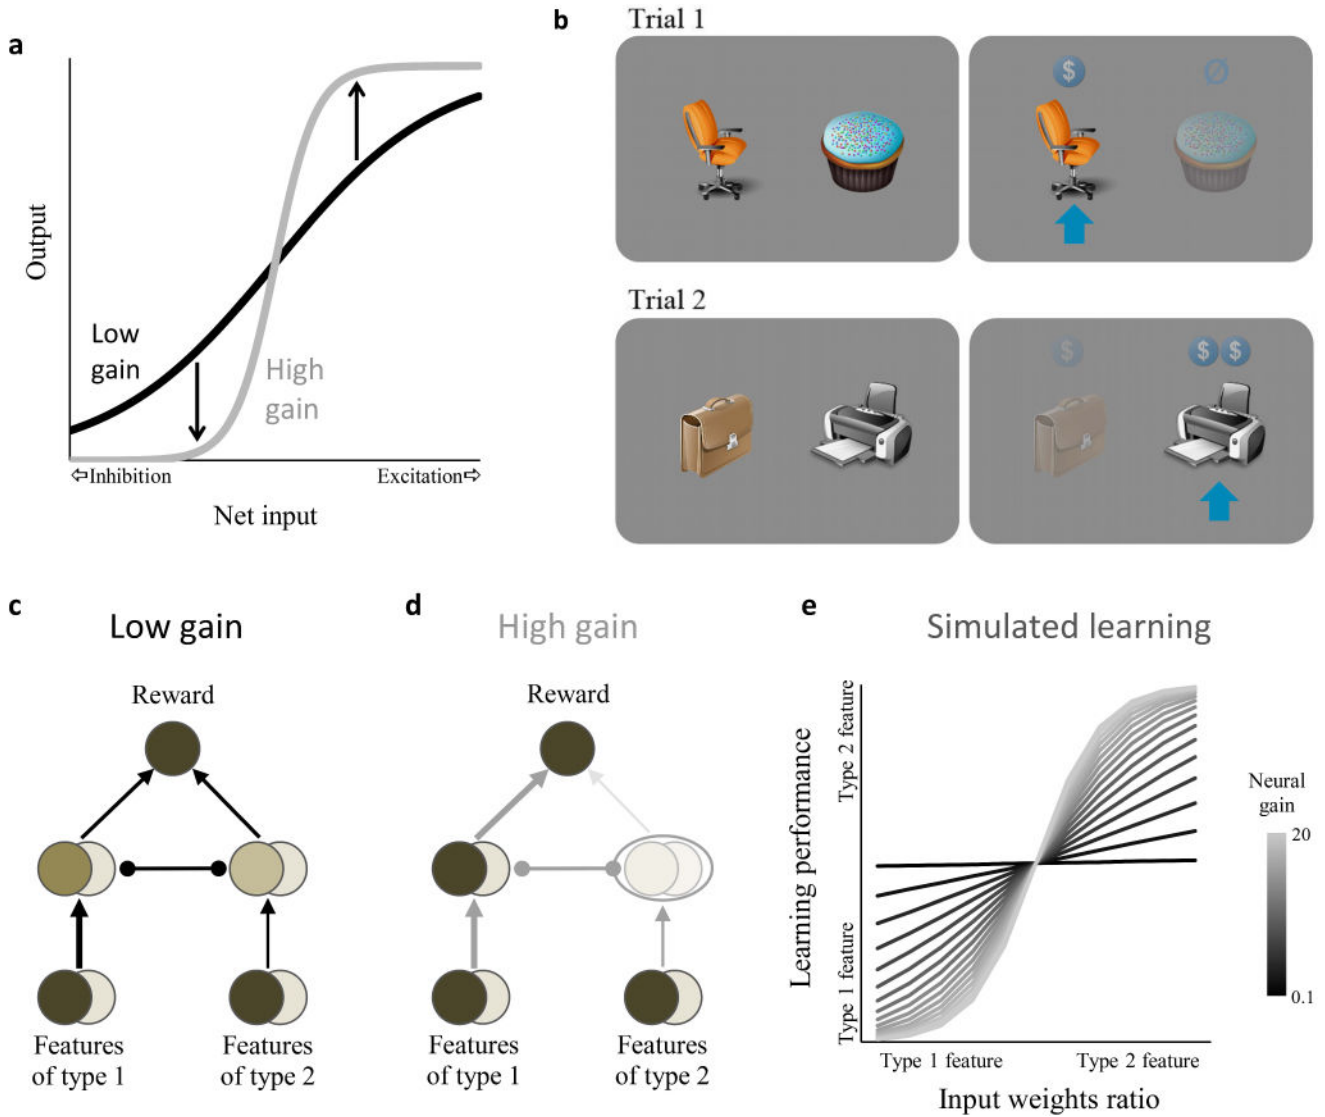 a
Output
Low
gain
High
gain
⇦Inhibition
Excitation⇨
Net input
b
Trial 1
$
Ø
Trial 2
$
$ $
c
Low gain
Reward
Features
of type 1
Features
of type 2
d
High gain
Reward
Features
of type 1
Features
of type 2
e
Simulated learning
Learning performance
Type 2 feature
Type 1 feature
Type 1 feature
Type 2 feature
Input weights ratio
Neural
gain
20
0.1